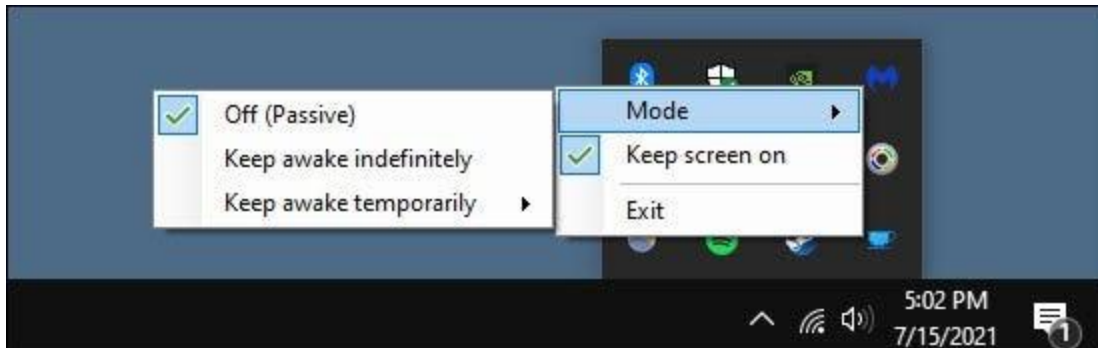 Off (Passive)
Keep awake indefinitely
Keep awake temporarily
Mode
Keep screen on
Exit
5:02 PM
7/15/2021
1